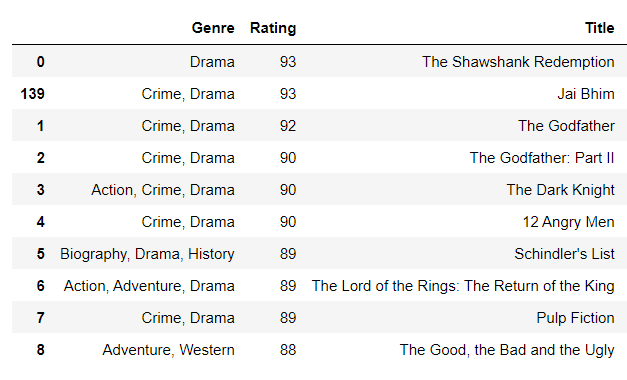 Genre Rating Title
0 Drama 93 The Shawshank Redemption
139 Crime, Drama 93 Jai Bhim
1 Crime, Drama 92 The Godfather
2 Crime, Drama 90 The Godfather: Part II
3 Action, Crime, Drama 90 The Dark Knight
4 Crime, Drama 90 12 Angry Men
5 Biography, Drama, History 89 Schindler's List
6 Action, Adventure, Drama 89 The Lord of the Rings: The Return of the King
7 Crime, Drama 89 Pulp Fiction
8 Adventure, Western 88 The Good, the Bad and the Ugly